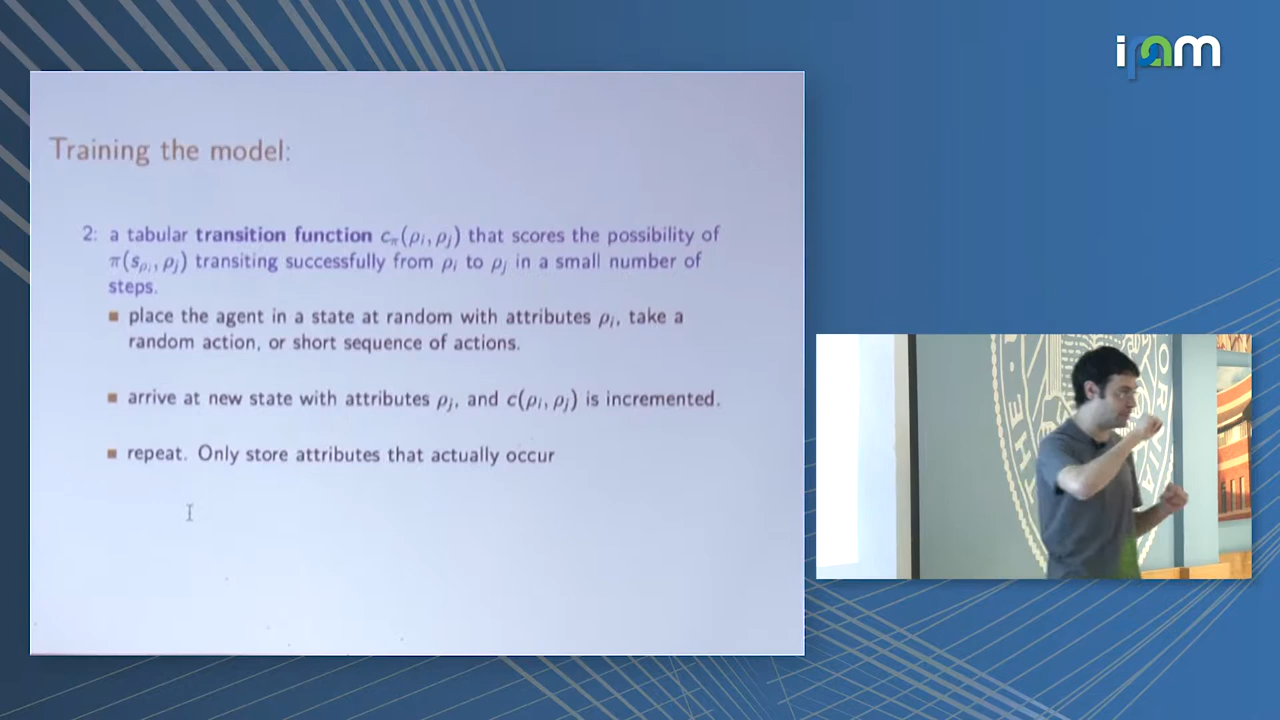 ipam
Training the model:
2: a tabular transition function cπ(ρi, ρj) that scores the possibility of
π(sρi, ρj) transiting successfully from ρi to ρj in a small number of
steps.
■ place the agent in a state at random with attributes ρi, take a
random action, or short sequence of actions.
■ arrive at new state with attributes ρj, and c(ρi, ρj) is incremented.
■ repeat. Only store attributes that actually occur
THE